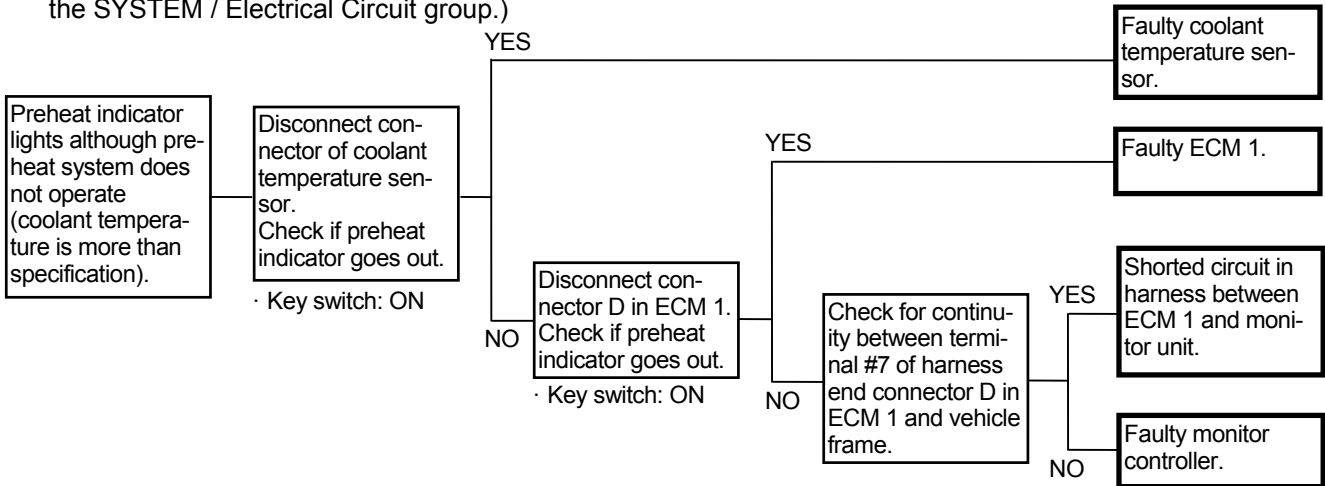 the SYSTEM / Electrical Circuit group.)
YES
Faulty coolant
temperature sen-
sor.
Preheat indicator
lights although pre-
heat system does
not operate
(coolant tempera-
ture is more than
specification).
Disconnect con-
nector of coolant
temperature sen-
sor.
Check if preheat
indicator goes out.
· Key switch: ON
YES
Faulty ECM 1.
NO
Disconnect con-
nector D in ECM 1.
Check if preheat
indicator goes out.
· Key switch: ON
NO
Check for continu-
ity between termi-
nal #7 of harness
end connector D in
ECM 1 and vehicle
frame.
YES
Shorted circuit in
harness between
ECM 1 and moni-
tor unit.
NO
Faulty monitor
controller.